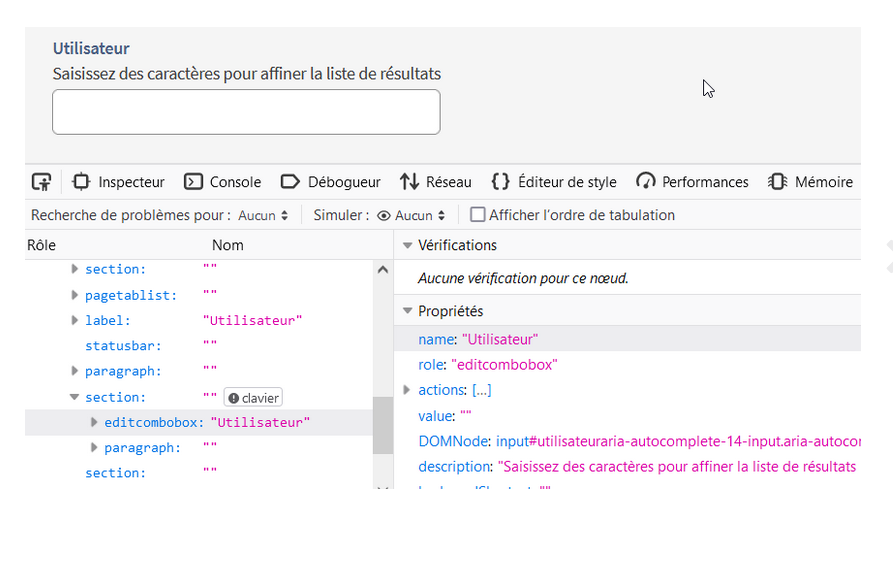 Utilisateur
Saisissez des caractères pour affiner la liste de résultats
Inspecteur Console Débogueur Réseau Éditeur de style Performances Mémoire
Recherche de problèmes pour : Aucun Simuler : Aucun Afficher l'ordre de tabulation
Rôle Nom
section: ""
pagetablist: ""
label: "Utilisateur"
statusbar: ""
paragraph: ""
section: "" clavier
editcombobox: "Utilisateur"
paragraph: ""
section: ""
Vérifications
Aucune vérification pour ce nœud.
Propriétés
name: "Utilisateur"
role: "editcombobox"
actions: […]
value: ""
DOMNode: input#utilisateuraria-autocomplete-14-input.aria-autocor
description: "Saisissez des caractères pour affiner la liste de résultats